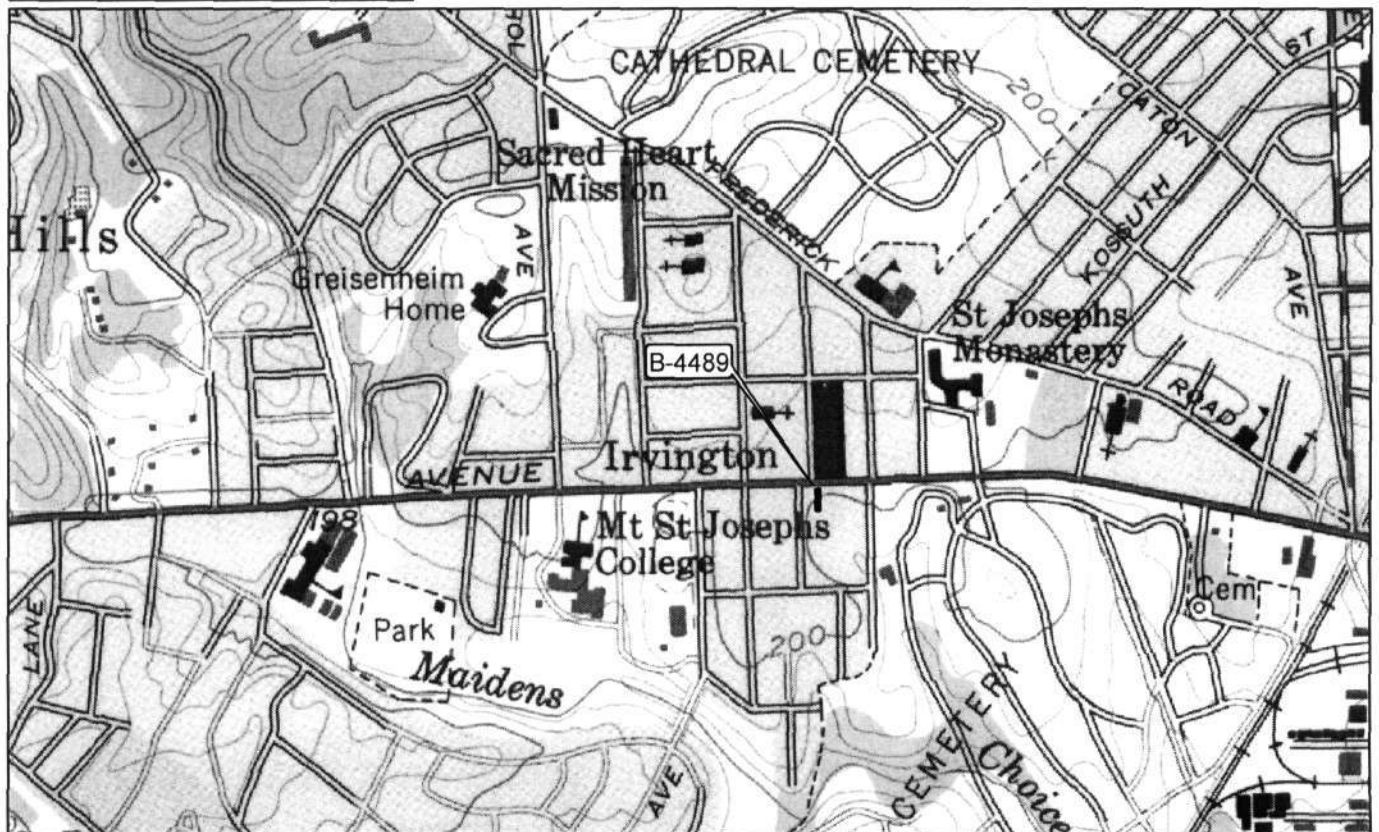 HOL
CATHEDRAL CEMETERY
ST
200
CATON
Sacred Heart
Mission
FREDERICK
KOSSUTH
Hills
AVE
Greisenheim
Home
AVE
St Josephs
Monastery
B-4489
ROAD
Irvington
AVENUE
198
Mt St Josephs
College
LANE
Cem
Park
200
Maidens
CEMETERY
Choice
AVE